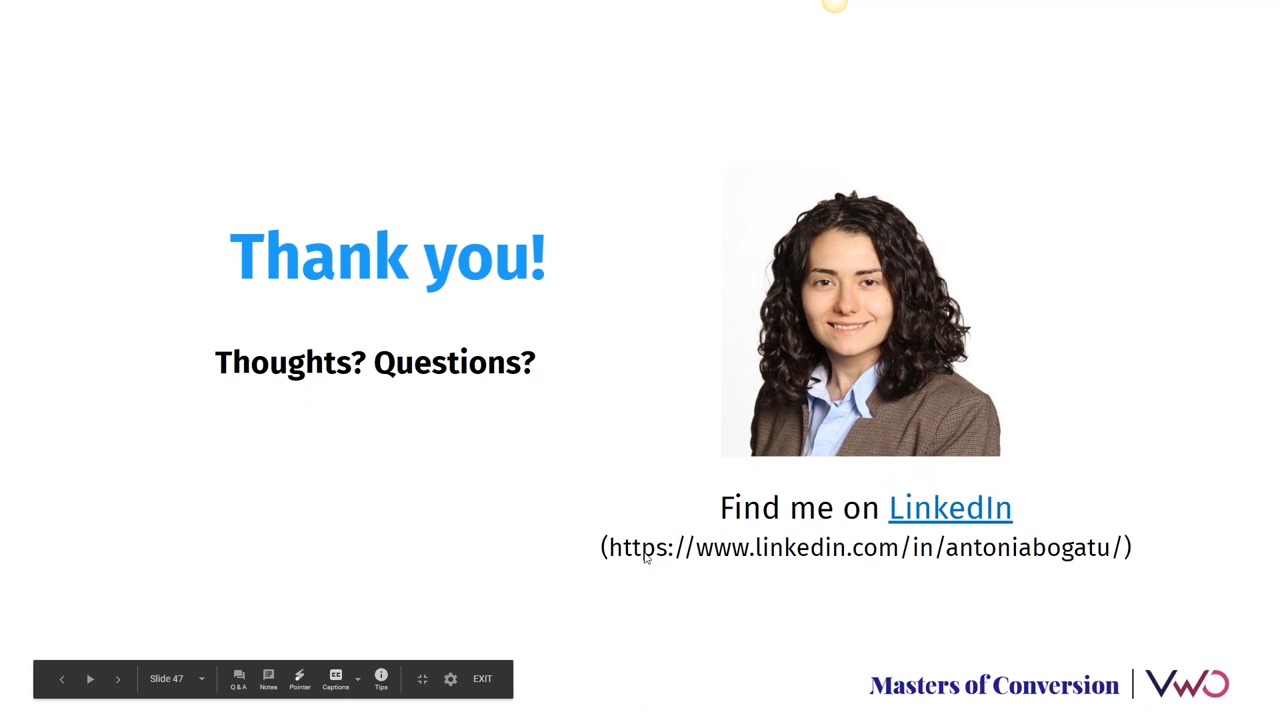 Thank you!
Thoughts? Questions?
Find me on LinkedIn
(https://www.linkedin.com/in/antoniabogatu/)
Slide 47
Q & A
Notes
Pointer
CC
Captions
Tips
EXIT
Masters of Conversion
VWO